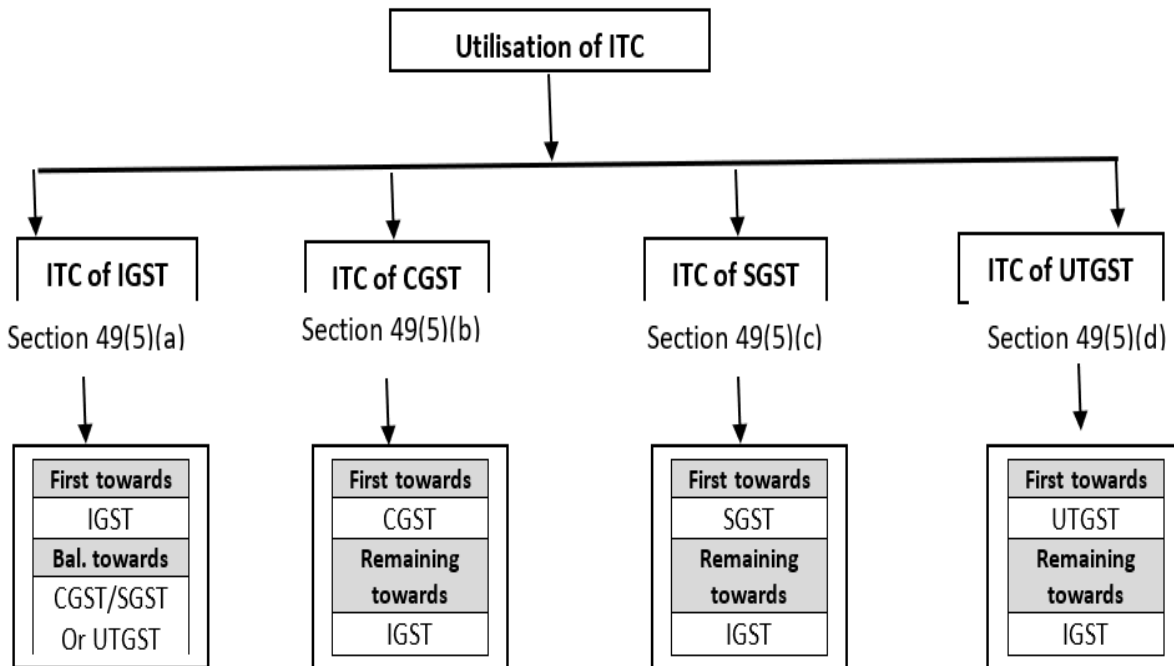 Utilisation of ITC
ITC of IGST
Section 49(5)(a)
First towards
IGST
Bal. towards
CGST/SGST
Or UTGST
ITC of CGST
Section 49(5)(b)
First towards
CGST
Remaining
towards
IGST
ITC of SGST
Section 49(5)(c)
First towards
SGST
Remaining
towards
IGST
ITC of UTGST
Section 49(5)(d)
First towards
UTGST
Remaining
towards
IGST